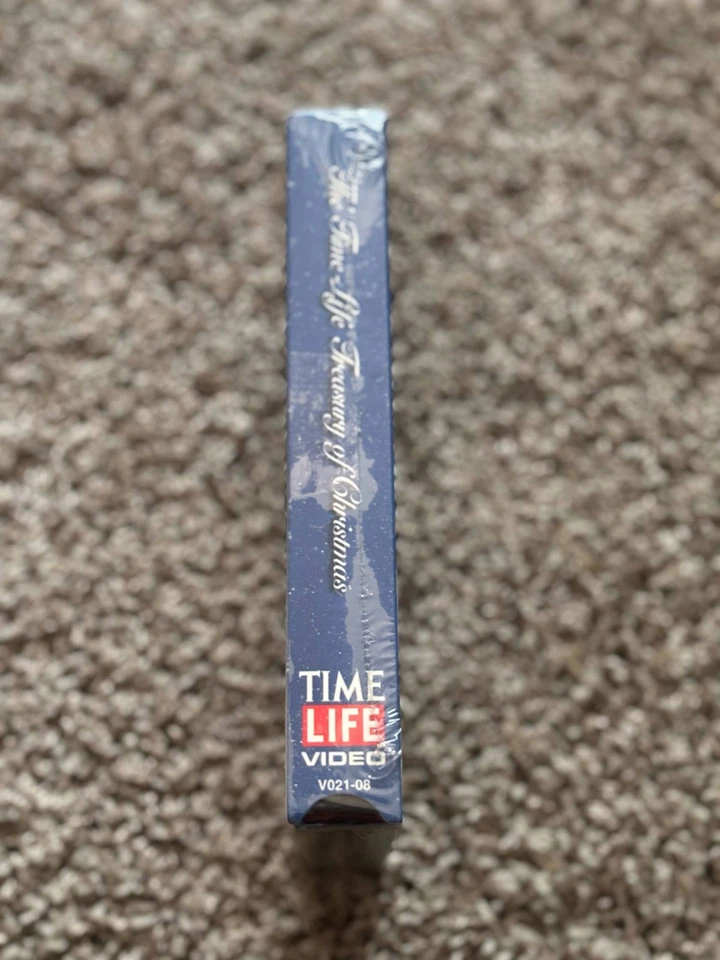 The Time-Life Treasury of Christmas
TIME
LIFE
VIDEO
V021-08